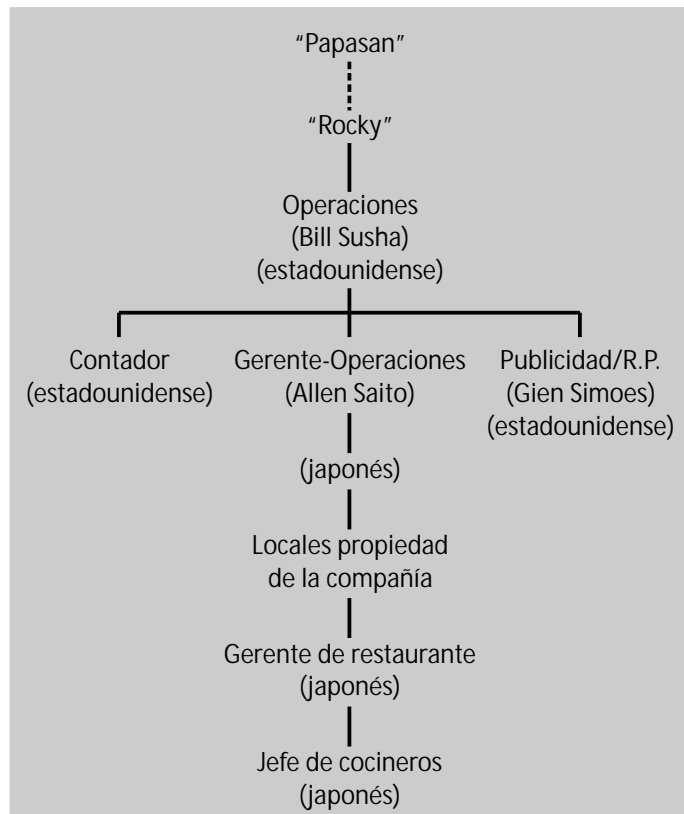 “Papasan”
“Rocky”
Operaciones
(Bill Susha)
(estadounidense)
Contador
(estadounidense)
Gerente-Operaciones
(Allen Saito)
Publicidad/R.P.
(Gien Simoes)
(estadounidense)
(japonés)
Locales propiedad
de la compañía
Gerente de restaurante
(japonés)
Jefe de cocineros
(japonés)